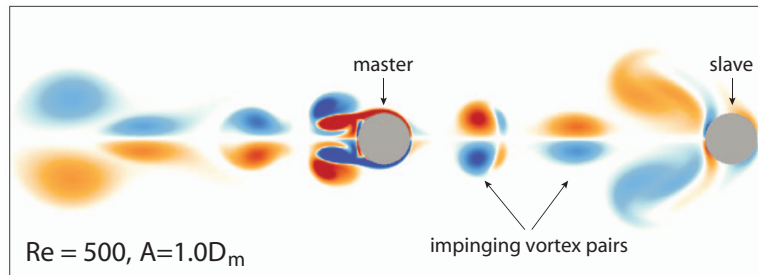 master
slave
impinging vortex pairs
Re = 500, A=1.0Dm